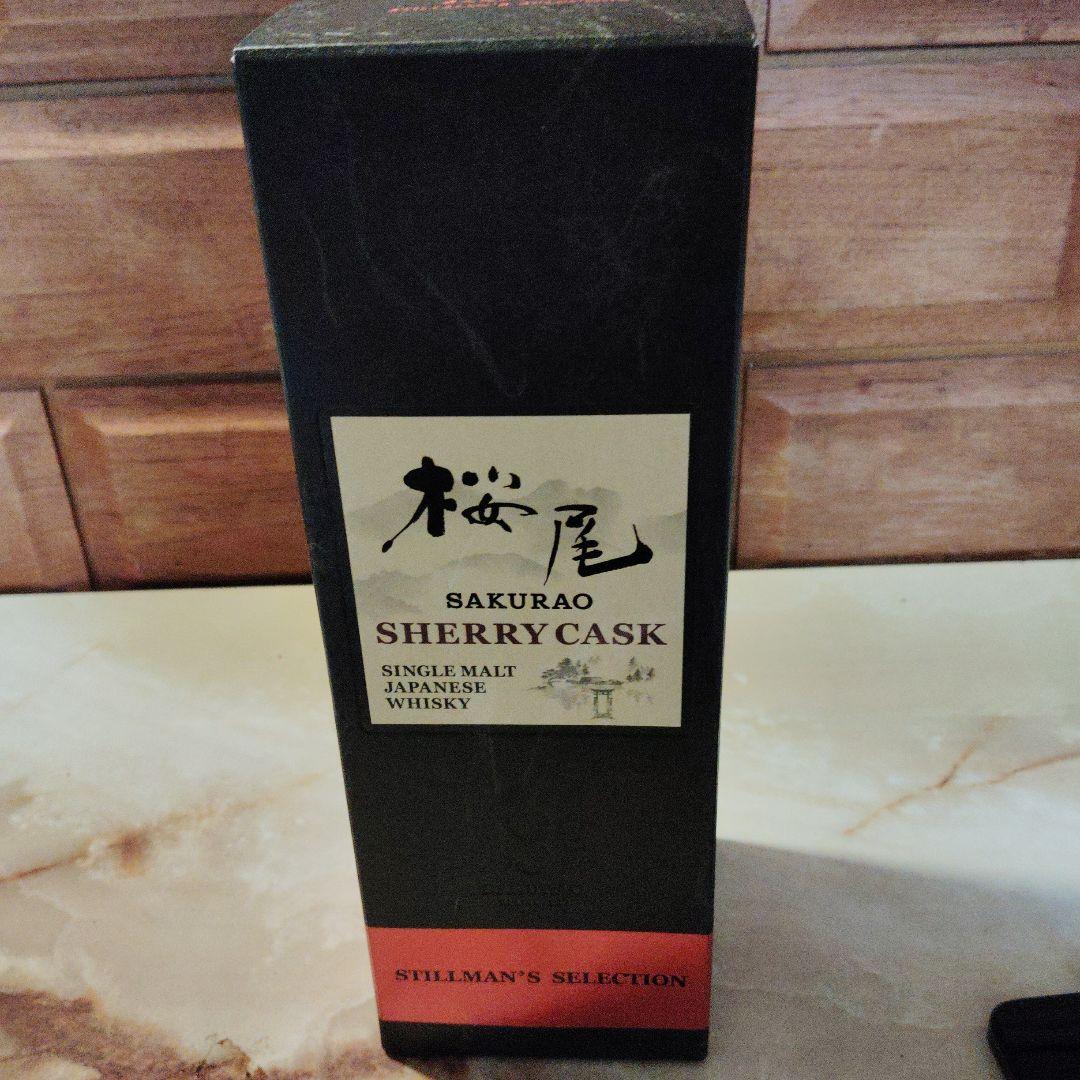 桜尾
SAKURAO
SHERRY CASK
SINGLE MALT
JAPANESE
WHISKY
STILLMAN'S SELECTION